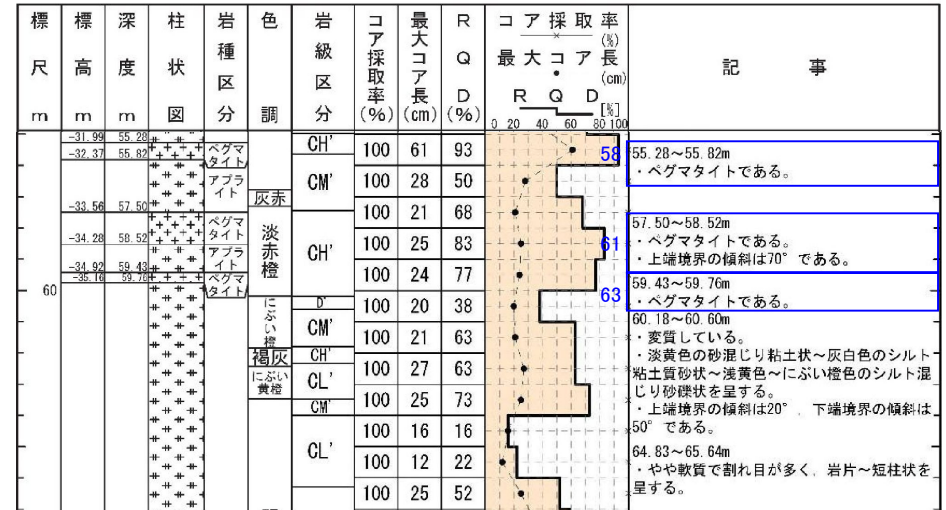 標尺 m
標高 m
深度 m
柱状図
岩種区分
色調
岩級区分
コア採取率(%)
最大コア長(cm)
RQD(%)
コア採取率(%)
最大コア長(cm)
RQD[%]
0 20 40 60 80 100
記事
-31.99 55.28
-32.37 55.82
-33.56 57.50
-34.28 58.52
-34.92 59.43
-35.16 59.76
60
ペグマタイト
アプライト
ペグマタイト
アプライト
ペグマタイト
灰赤
淡赤橙
にぶい橙
褐灰
にぶい黄橙
CH'
CM'
CH'
D'
CM'
CH'
CL'
CM'
CL'
100 61 93
100 28 50
100 21 68
100 25 83
100 24 77
100 20 38
100 21 63
100 27 63
100 25 73
100 16 16
100 12 22
100 25 52
58
61
63
55.28～55.82m
・ペグマタイトである。
57.50～58.52m
・ペグマタイトである。
・上端境界の傾斜は70°である。
59.43～59.76m
・ペグマタイトである。
60.18～60.60m
・変質している。
・淡黄色の砂混じり粘土状～灰白色のシルト
粘土質砂状～浅黄色～にぶい橙色のシルト混
じり砂礫状を呈する。
・上端境界の傾斜は20°，下端境界の傾斜は
50°である。
64.83～65.64m
・やや軟質で割れ目が多く，岩片～短柱状を
呈する。